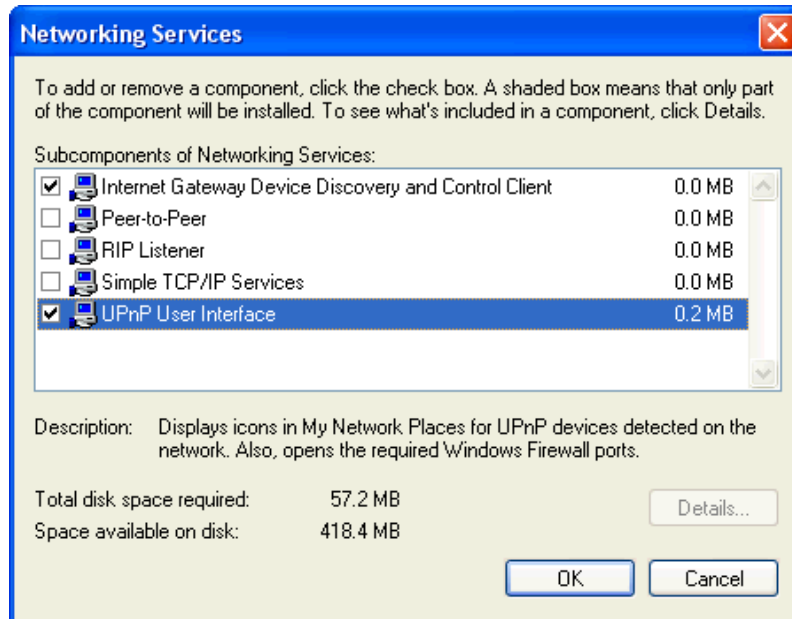 Networking Services
To add or remove a component, click the check box. A shaded box means that only part
of the component will be installed. To see what's included in a component, click Details.
Subcomponents of Networking Services:
Internet Gateway Device Discovery and Control Client 0.0 MB
Peer-to-Peer 0.0 MB
RIP Listener 0.0 MB
Simple TCP/IP Services 0.0 MB
UPnP User Interface 0.2 MB
Description: Displays icons in My Network Places for UPnP devices detected on the
network. Also, opens the required Windows Firewall ports.
Total disk space required: 57.2 MB
Space available on disk: 418.4 MB
Details...
OK Cancel